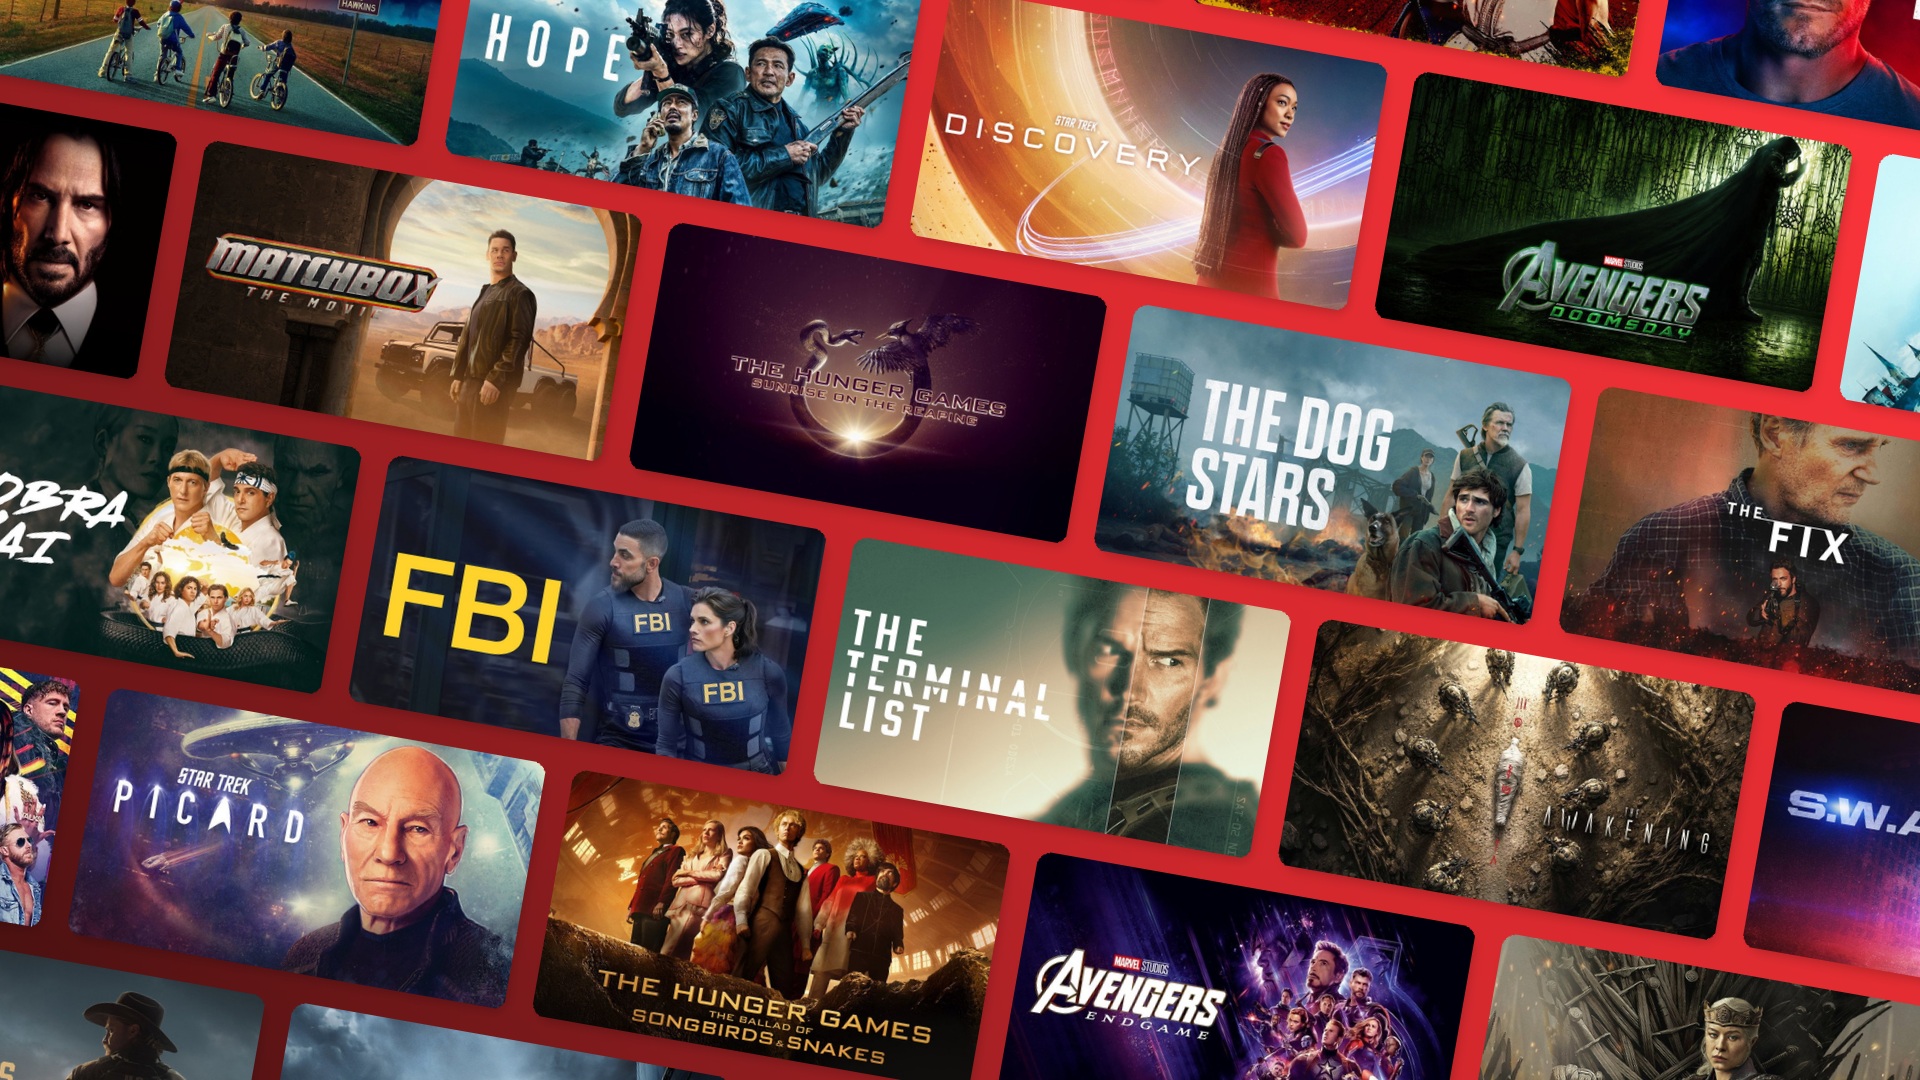 HAWKINS
HOPE
STAR TREK
DISCOVERY
MARVEL STUDIOS
AVENGERS
DOOMSDAY
MATCHBOX
THE MOVIE
THE HUNGER GAMES
SUNRISE ON THE REAPING
THE DOG
STARS
THE
FIX
OBRA
AI
FBI
FBI
FBI
THE
TERMINAL
LIST
THE
AWAKENING
S.W.A
STAR TREK
PICARD
THE HUNGER GAMES
THE BALLAD OF
SONGBIRDS & SNAKES
MARVEL STUDIOS
AVENGERS
ENDGAME
S